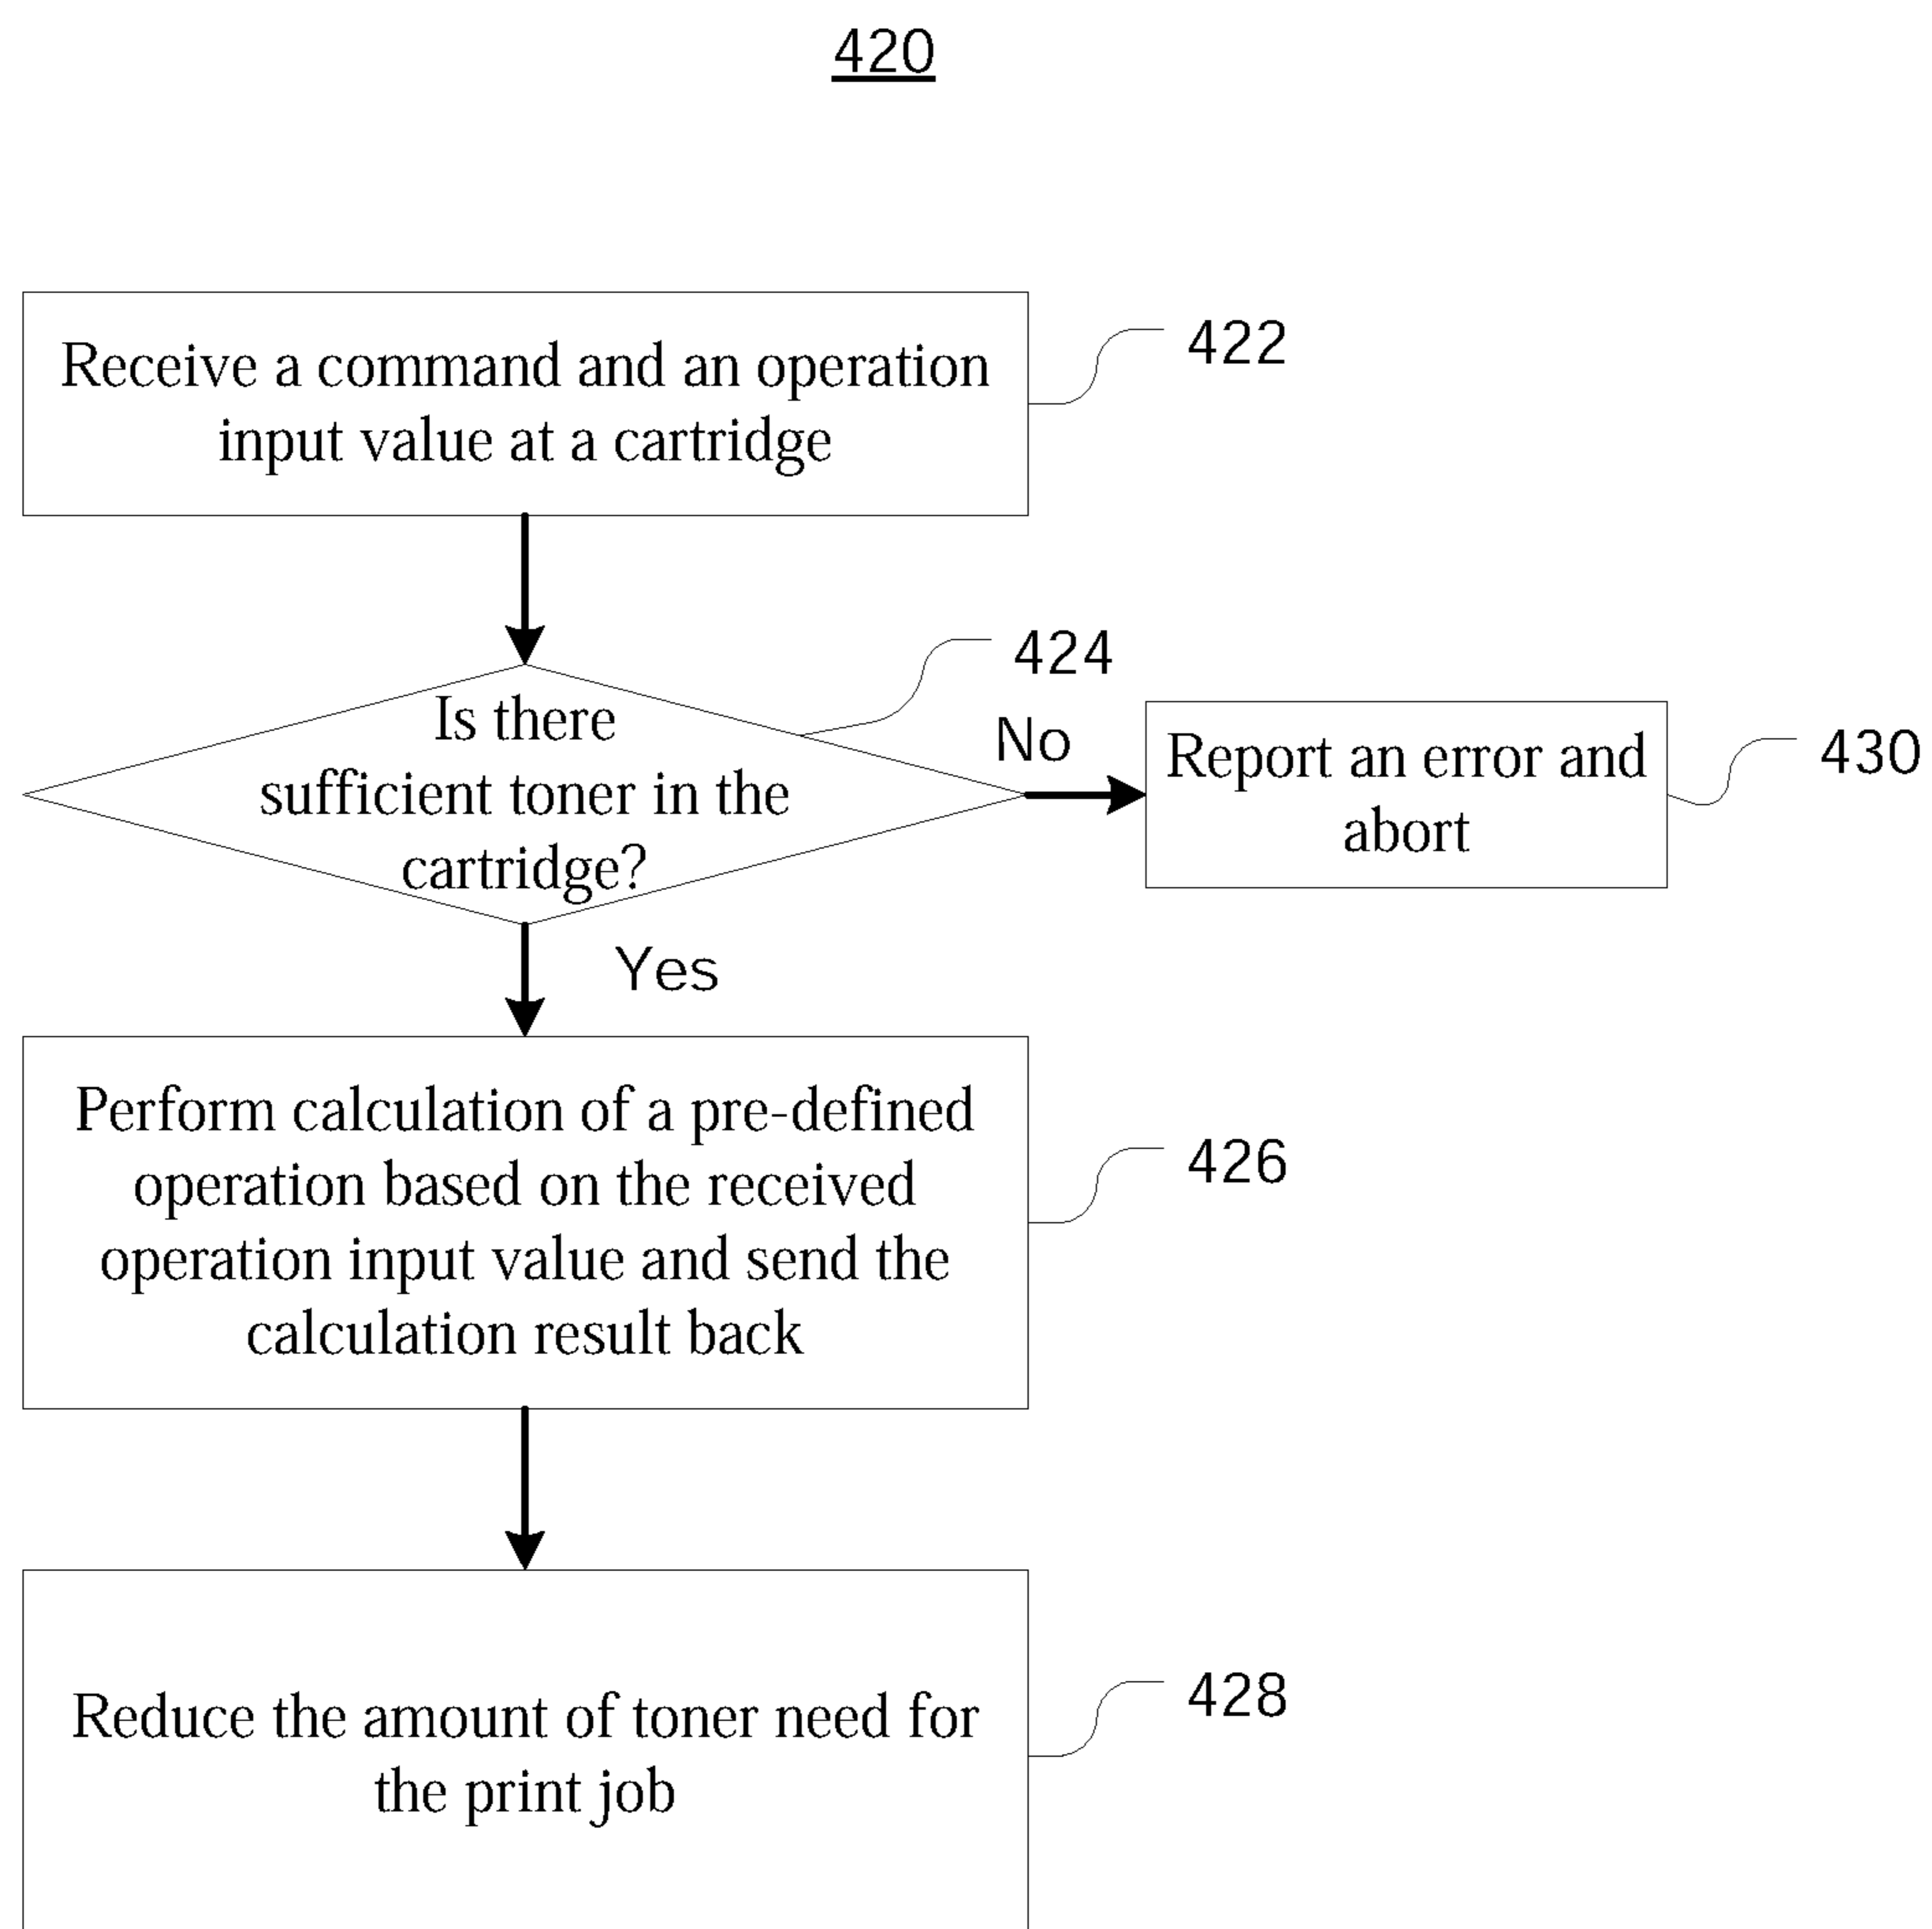 420
Receive a command and an operation
input value at a cartridge
422
Is there
sufficient toner in the
cartridge?
424
No
Report an error and
abort
430
Yes
Perform calculation of a pre-defined
operation based on the received
operation input value and send the
calculation result back
426
Reduce the amount of toner need for
the print job
428